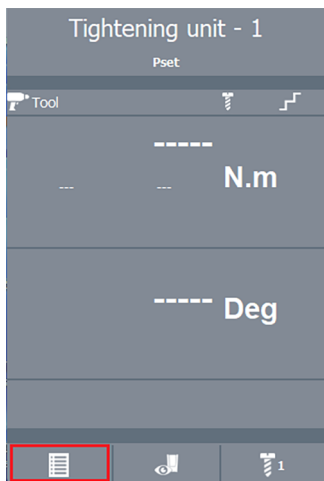 Tightening unit - 1
Pset
Tool
-----
--- --- N.m
----- Deg
1